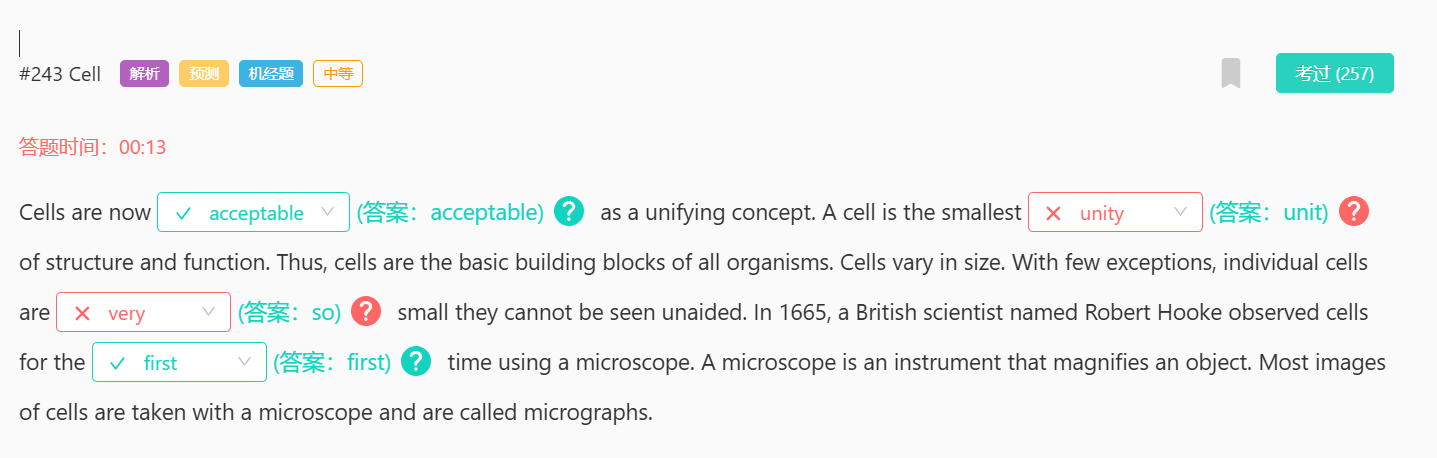 #243 Cell 解析 预测 机经题 中等 考过 (257)
答题时间：00:13
Cells are now acceptable (答案：acceptable) ? as a unifying concept. A cell is the smallest unity (答案：unit) ?
of structure and function. Thus, cells are the basic building blocks of all organisms. Cells vary in size. With few exceptions, individual cells
are very (答案：so) ? small they cannot be seen unaided. In 1665, a British scientist named Robert Hooke observed cells
for the first (答案：first) ? time using a microscope. A microscope is an instrument that magnifies an object. Most images
of cells are taken with a microscope and are called micrographs.